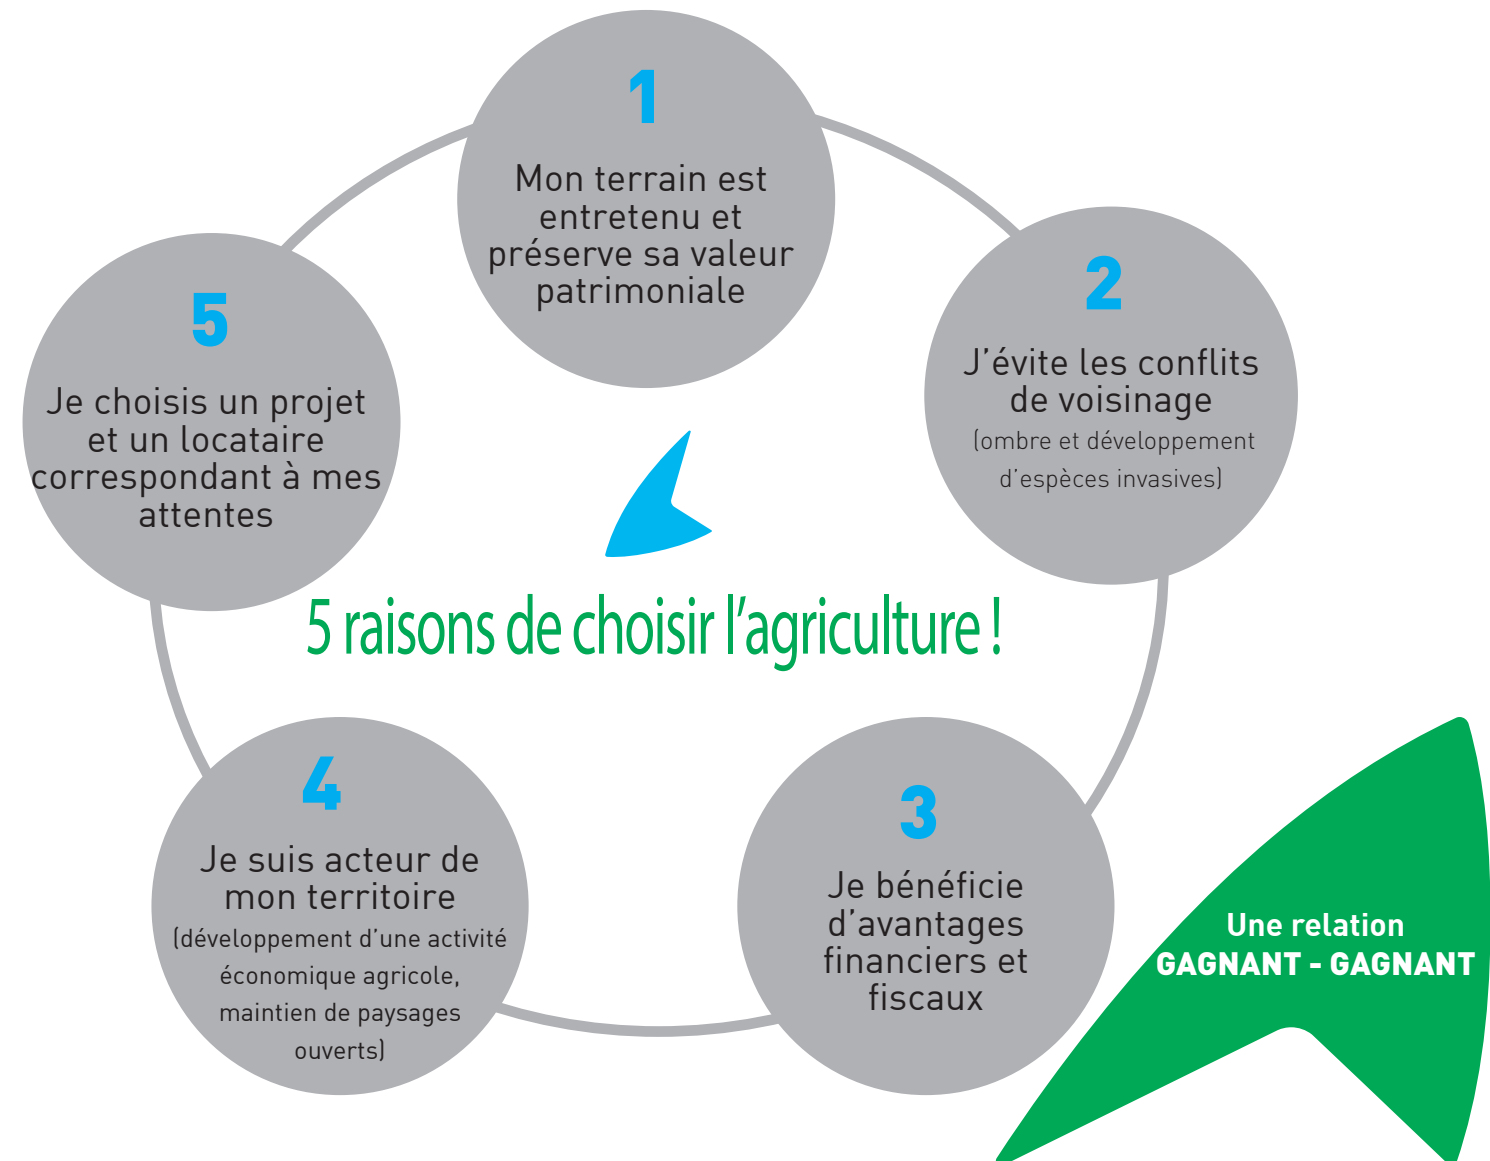 1
Mon terrain est
entretenu et
préserve sa valeur
patrimoniale
2
J’évite les conflits
de voisinage
(ombre et développement
d’espèces invasives)
5
Je choisis un projet
et un locataire
correspondant à mes
attentes
5 raisons de choisir l’agriculture !
4
Je suis acteur de
mon territoire
(développement d’une activité
économique agricole,
maintien de paysages
ouverts)
3
Je bénéficie
d’avantages
financiers et
fiscaux
Une relation
GAGNANT - GAGNANT